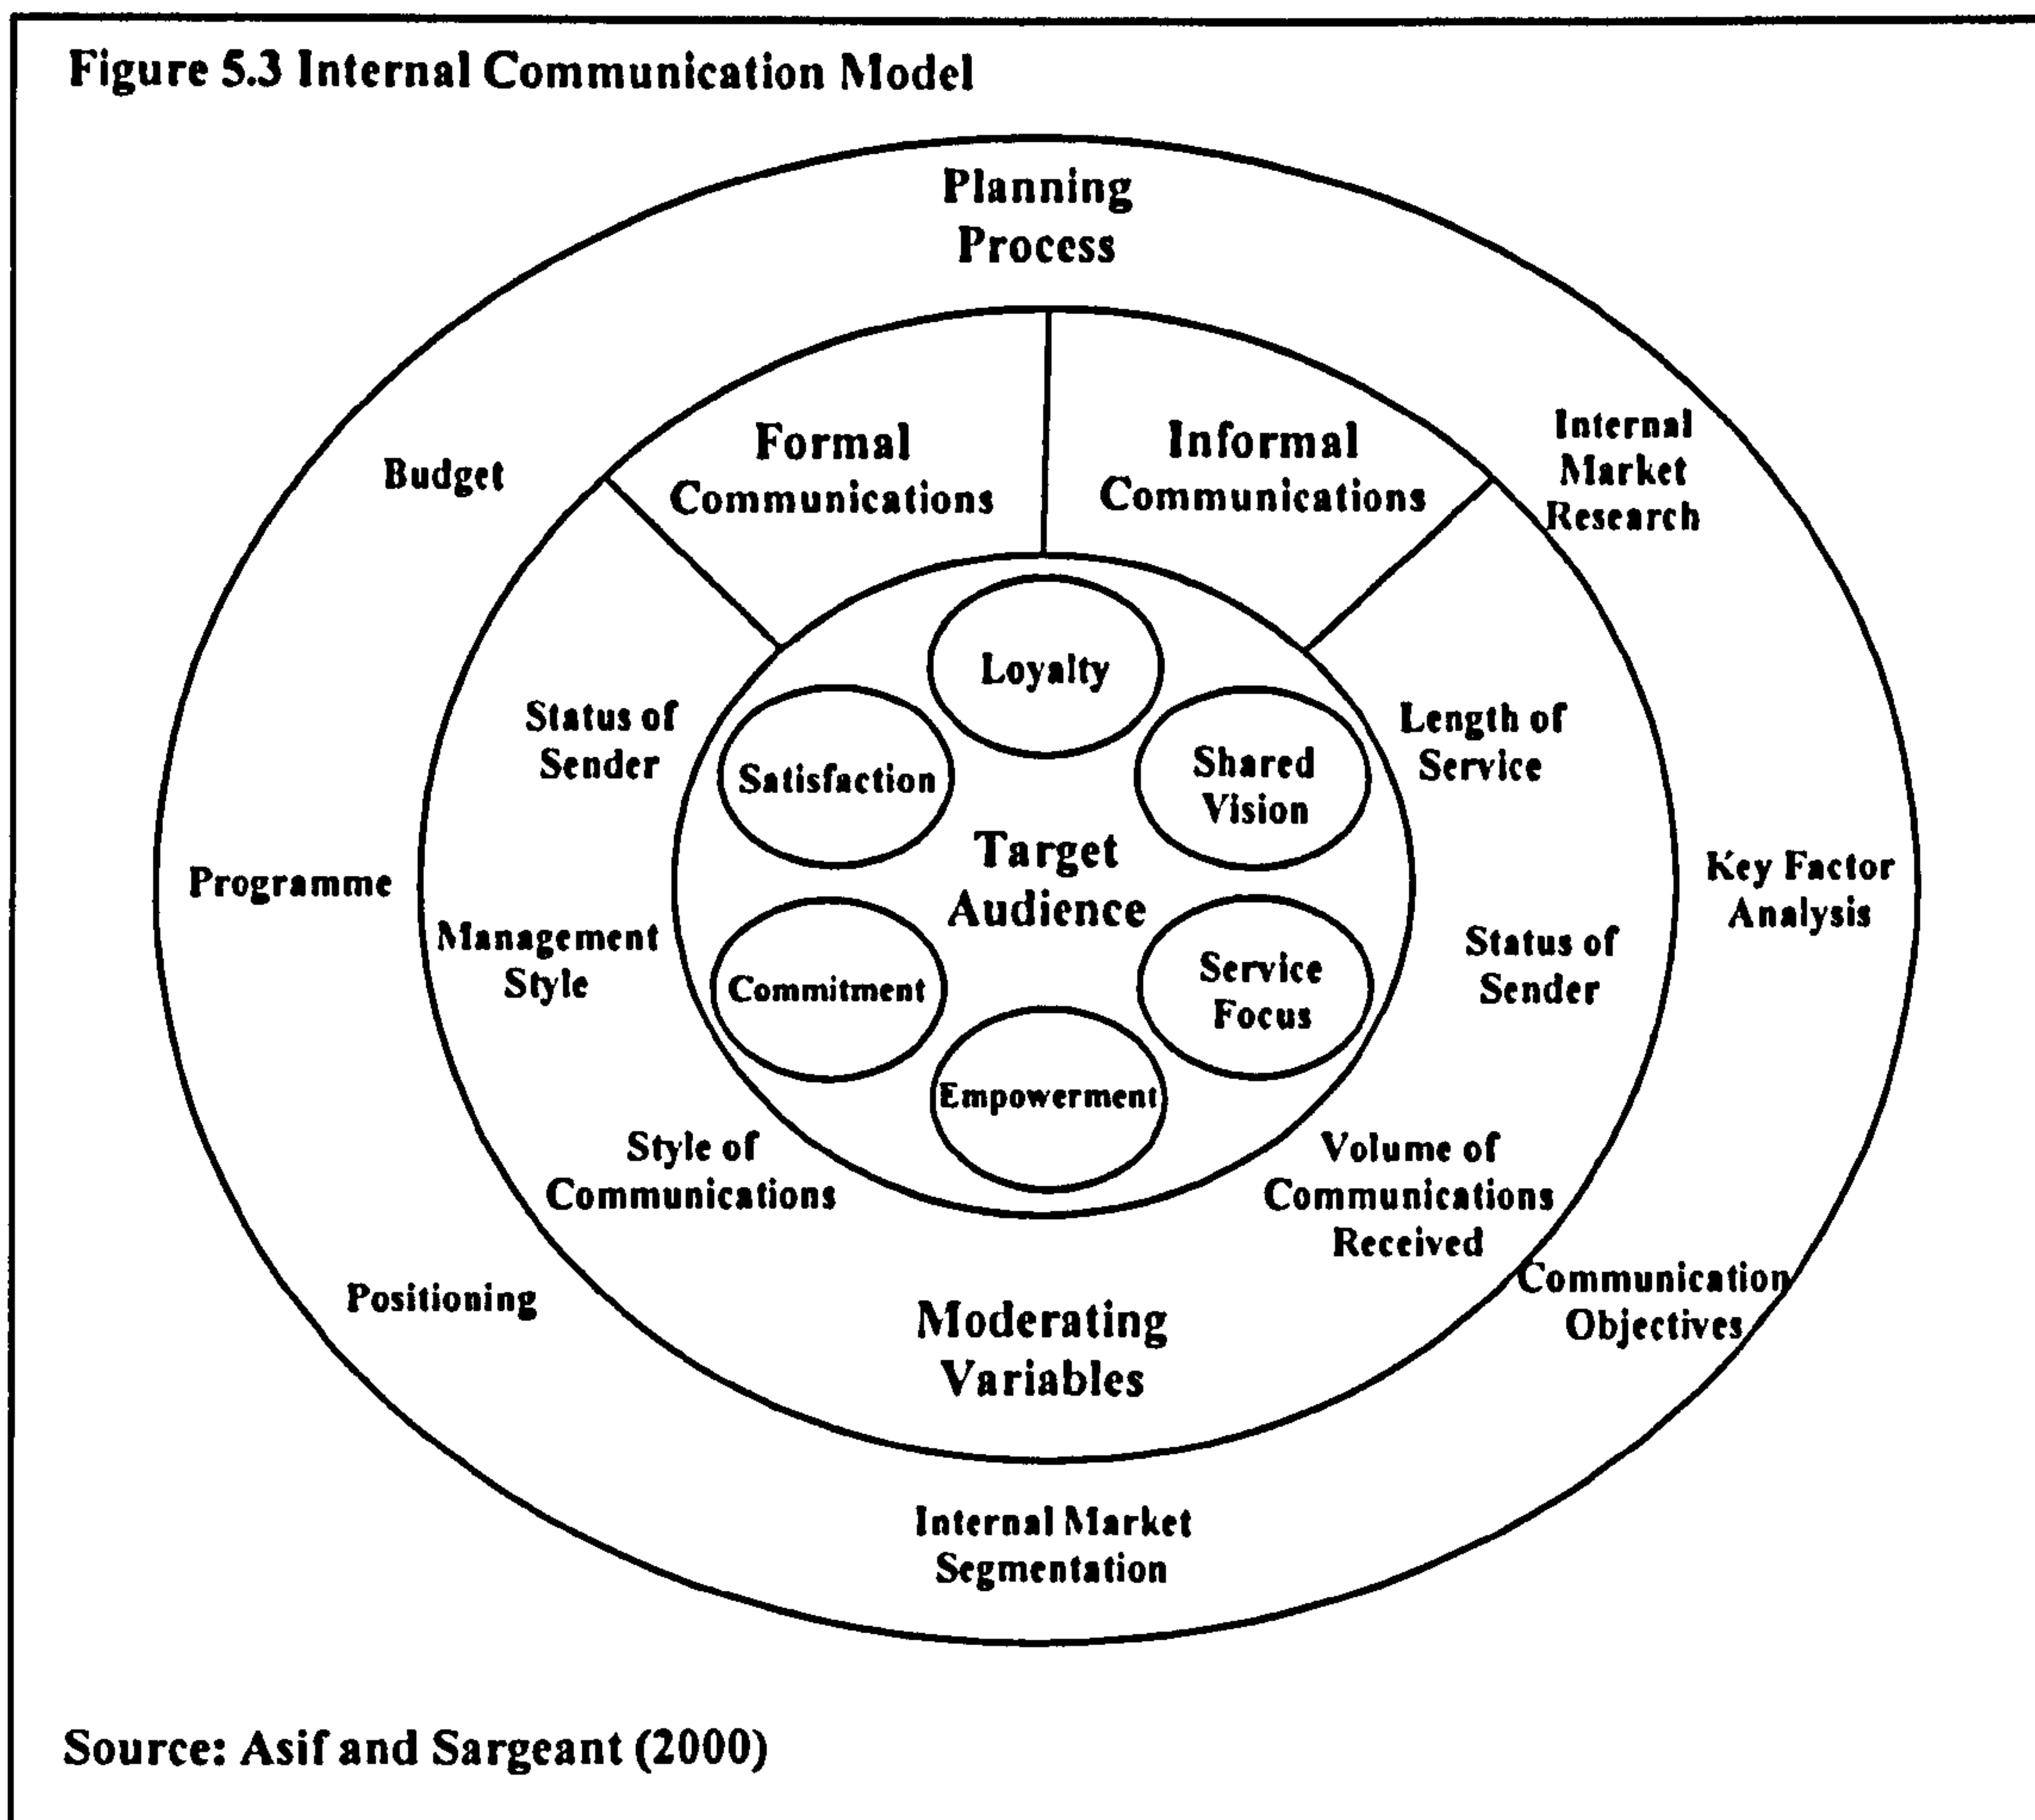 Figure 5.3 Internal Communication Model
Planning
Process
Formal
Communications
Informal
Communications
Internal
Market
Research
Budget
Loyalty
Status of
Sender
Satisfaction
Shared
Vision
Length of
Service
Target
Audience
Programme
Key Factor
Analysis
Management
Style
Commitment
Service
Focus
Status of
Sender
Empowerment
Style of
Communications
Volume of
Communications
Received
Positioning
Communication
Objectives
Moderating
Variables
Internal Market
Segmentation
Source: Asif and Sargeant (2000)